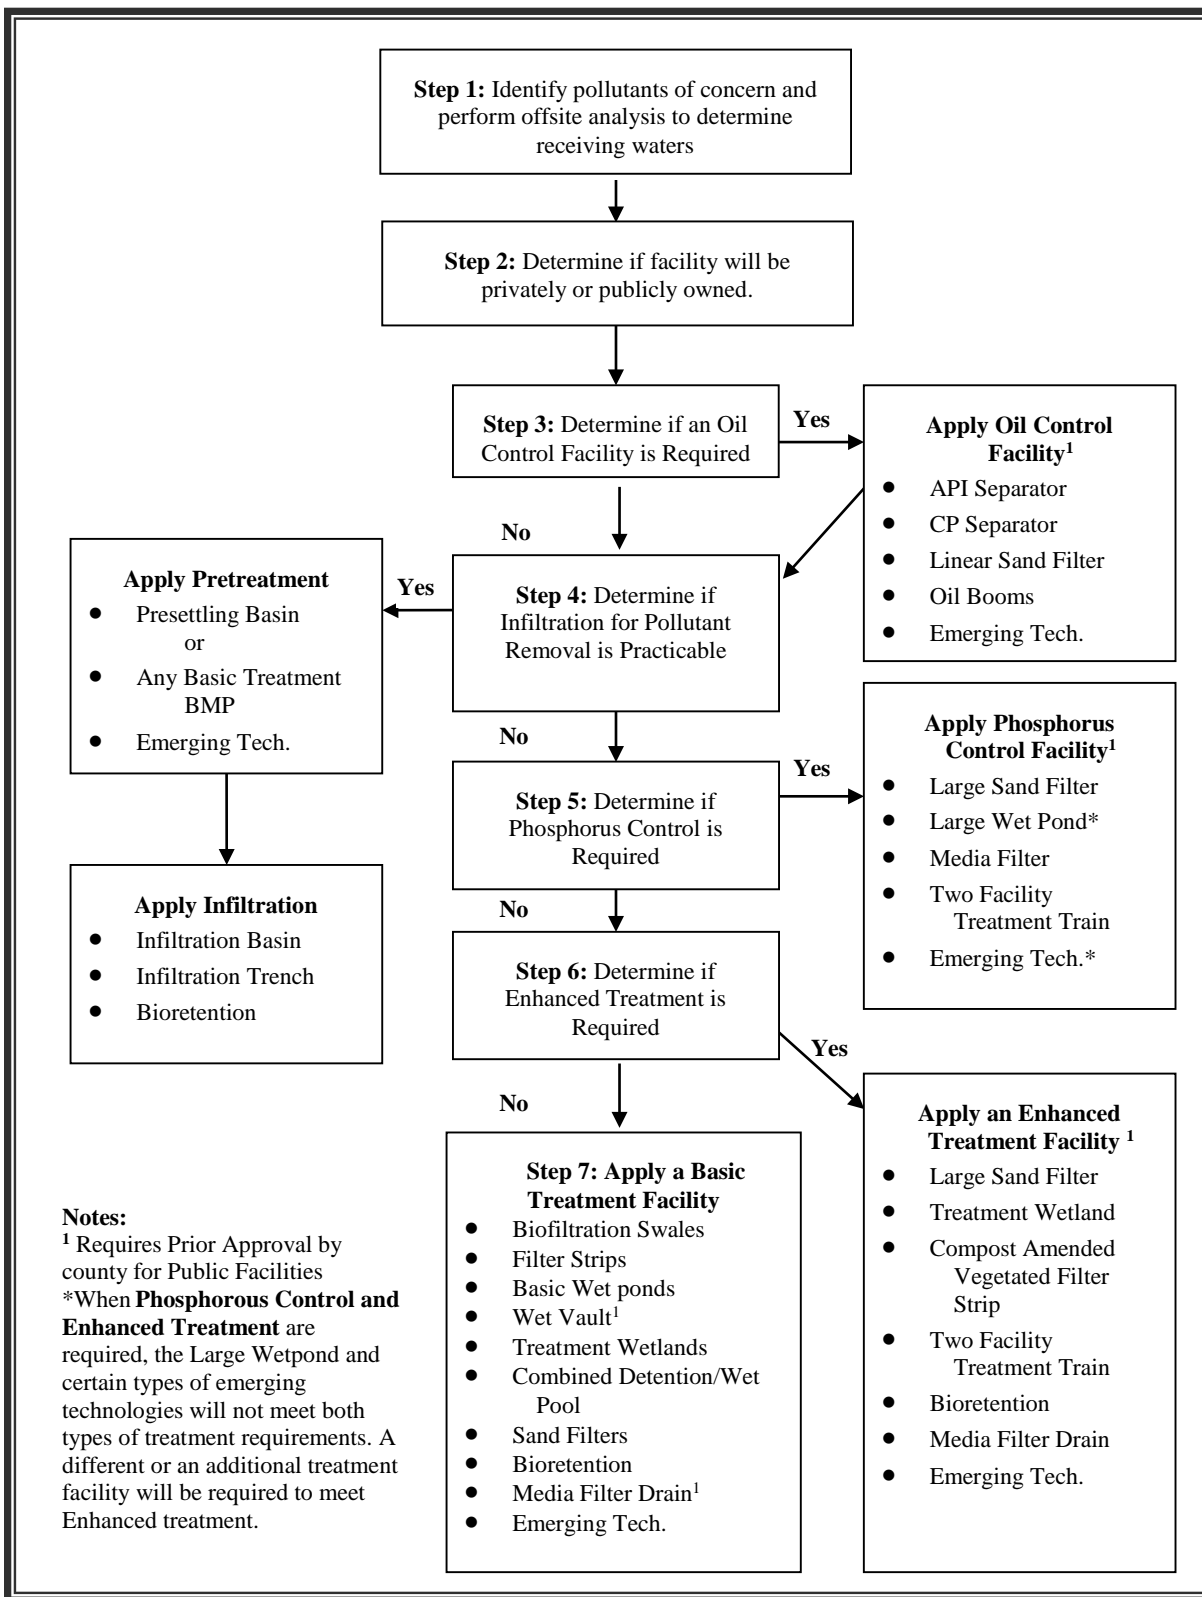 Step 1: Identify pollutants of concern and
perform offsite analysis to determine
receiving waters
Step 2: Determine if facility will be
privately or publicly owned.
Step 3: Determine if an Oil
Control Facility is Required
Yes
Apply Oil Control
Facility¹
● API Separator
● CP Separator
● Linear Sand Filter
● Oil Booms
● Emerging Tech.
No
Step 4: Determine if
Infiltration for Pollutant
Removal is Practicable
Yes
Apply Pretreatment
● Presettling Basin
or
● Any Basic Treatment
BMP
● Emerging Tech.
Apply Infiltration
● Infiltration Basin
● Infiltration Trench
● Bioretention
No
Step 5: Determine if
Phosphorus Control is
Required
Yes
Apply Phosphorus
Control Facility¹
● Large Sand Filter
● Large Wet Pond*
● Media Filter
● Two Facility
Treatment Train
● Emerging Tech.*
No
Step 6: Determine if
Enhanced Treatment is
Required
Yes
Apply an Enhanced
Treatment Facility ¹
● Large Sand Filter
● Treatment Wetland
● Compost Amended
Vegetated Filter
Strip
● Two Facility
Treatment Train
● Bioretention
● Media Filter Drain
● Emerging Tech.
No
Step 7: Apply a Basic
Treatment Facility
● Biofiltration Swales
● Filter Strips
● Basic Wet ponds
● Wet Vault¹
● Treatment Wetlands
● Combined Detention/Wet
Pool
● Sand Filters
● Bioretention
● Media Filter Drain¹
● Emerging Tech.
Notes:
¹ Requires Prior Approval by
county for Public Facilities
*When Phosphorous Control and
Enhanced Treatment are
required, the Large Wetpond and
certain types of emerging
technologies will not meet both
types of treatment requirements. A
different or an additional treatment
facility will be required to meet
Enhanced treatment.